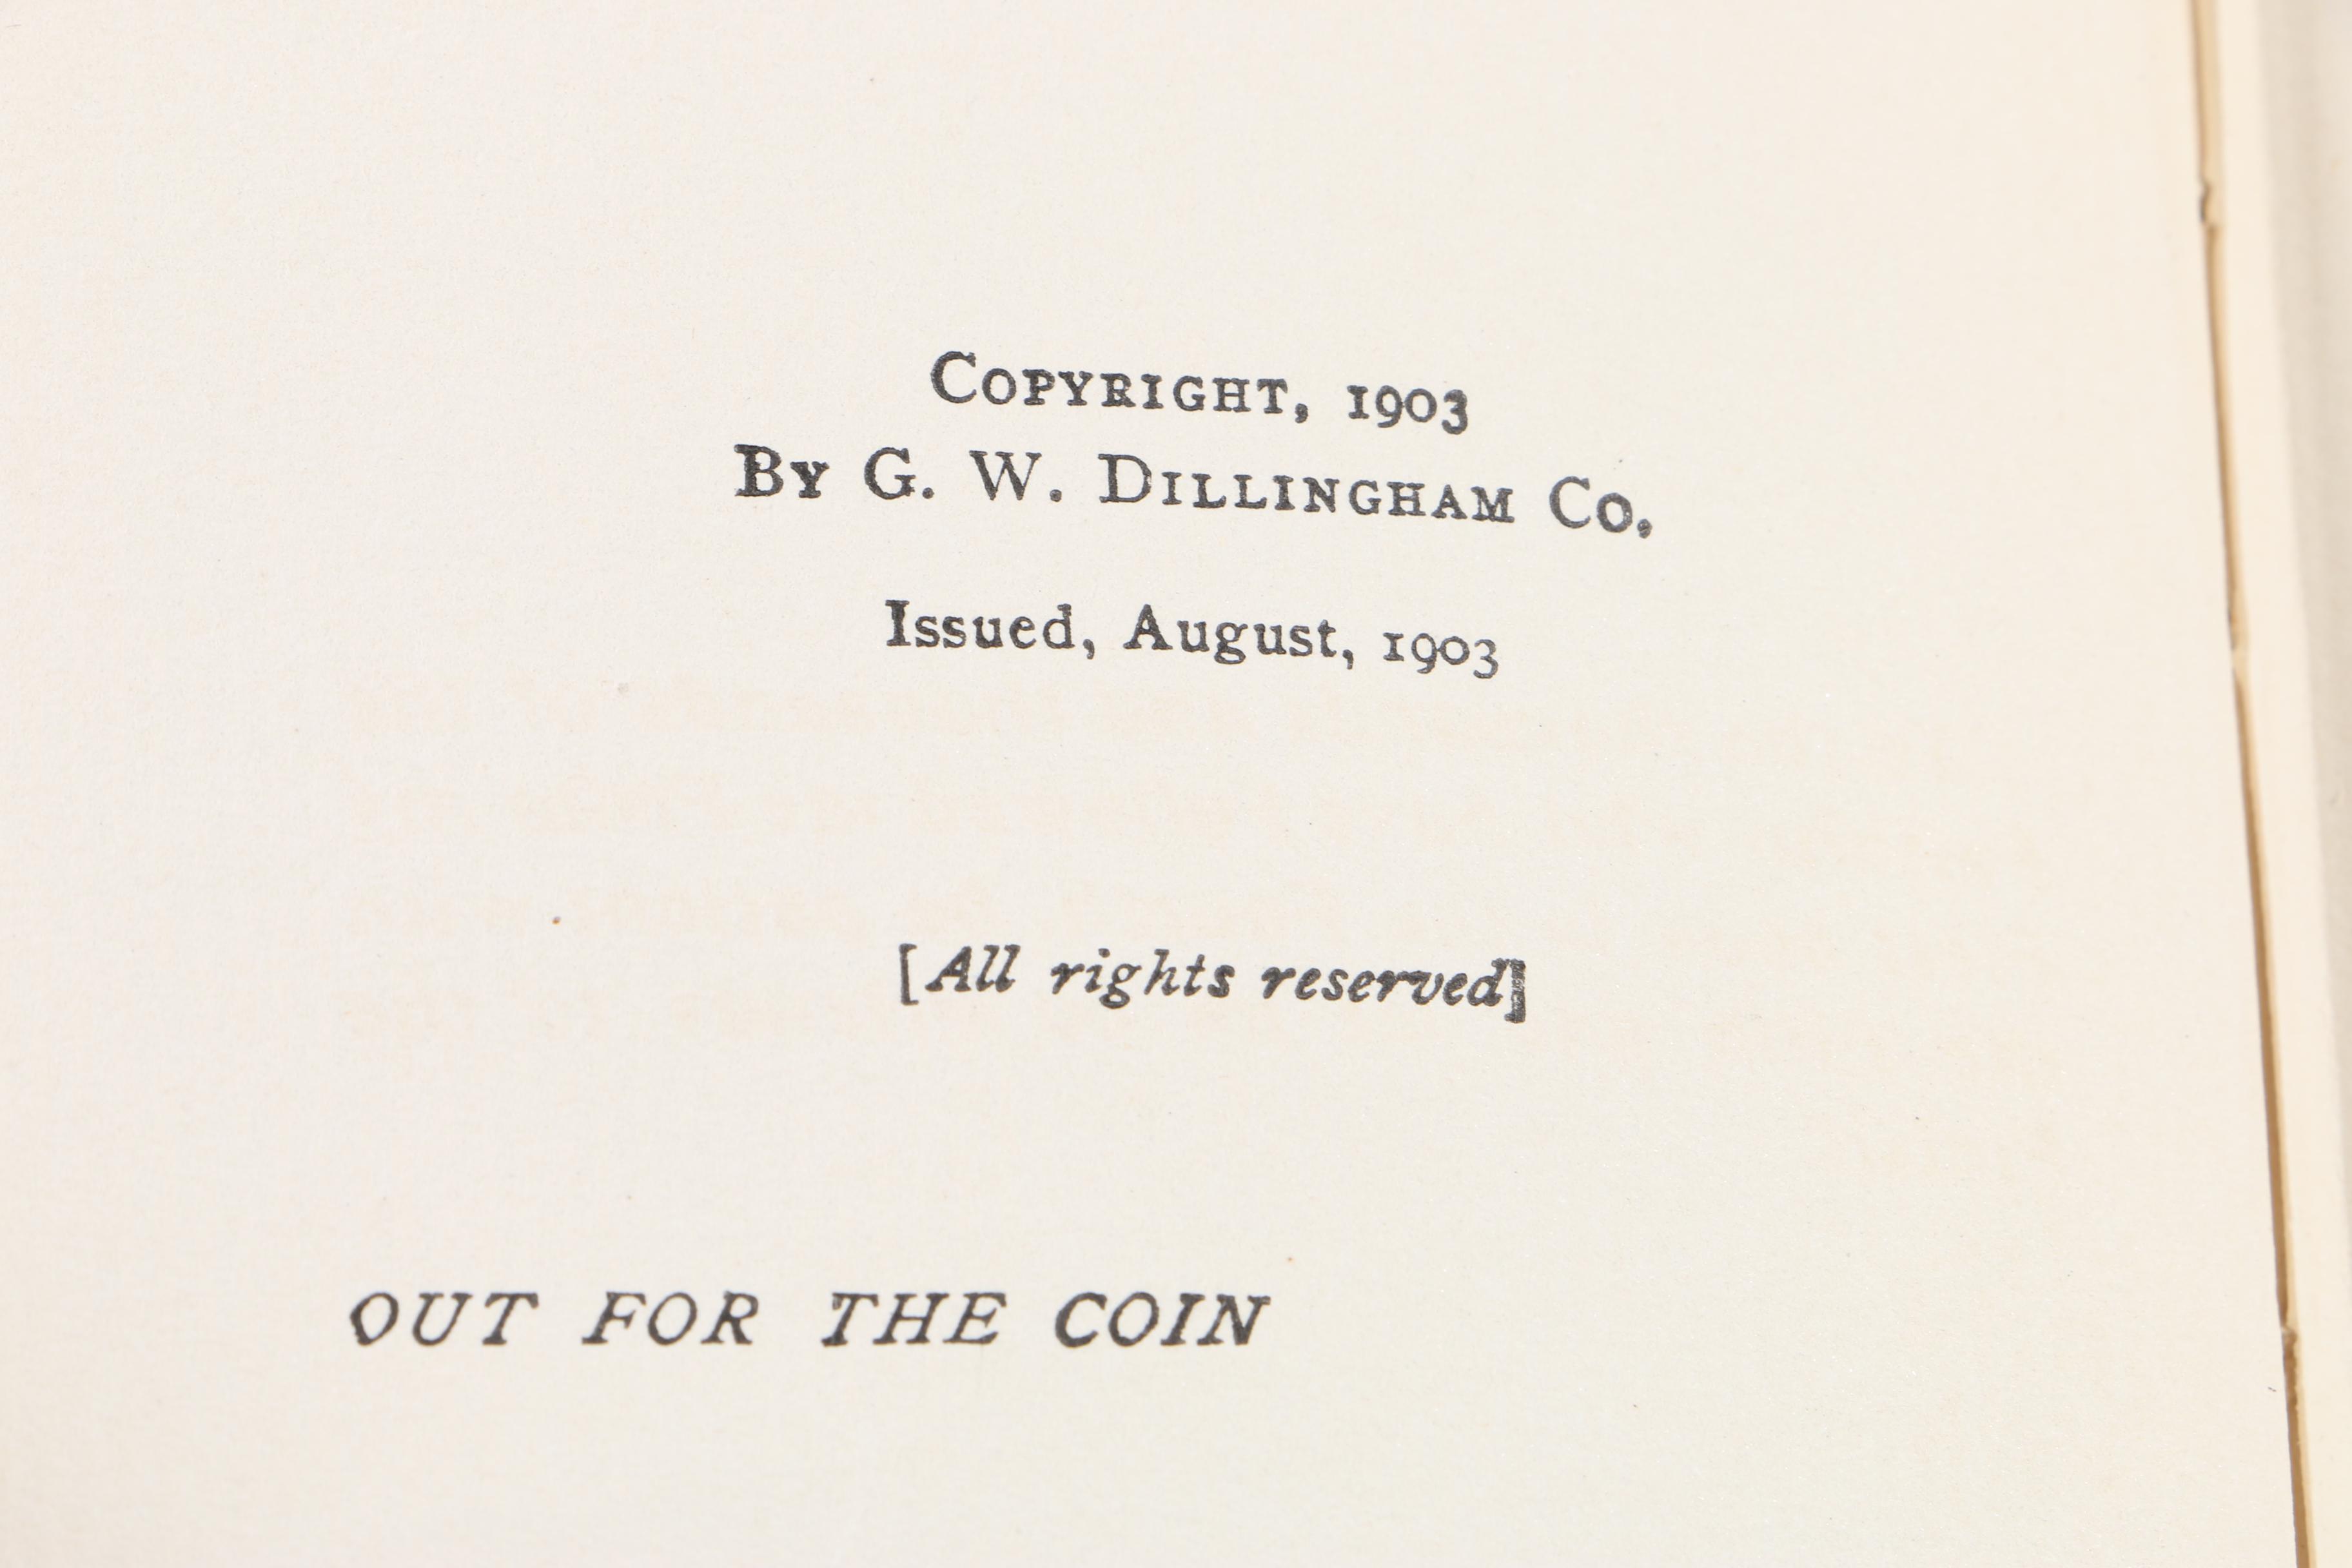 COPYRIGHT, 1903
BY G. W. DILLINGHAM CO.
Issued, August, 1903
[All rights reserved]
OUT FOR THE COIN